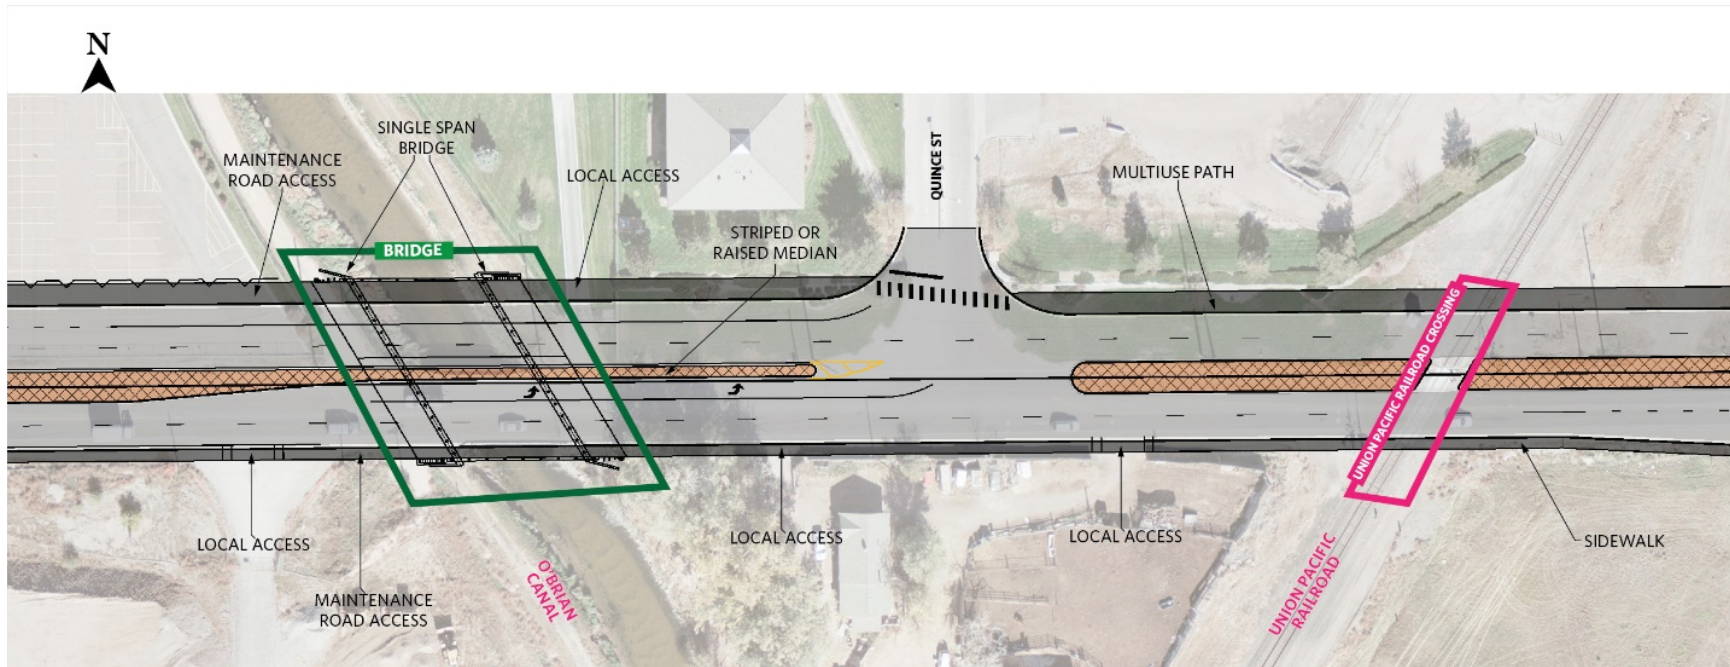 N
SINGLE SPAN
BRIDGE
MAINTENANCE
ROAD ACCESS
LOCAL ACCESS
QUINCE ST
MULTIUSE PATH
STRIPED OR
RAISED MEDIAN
BRIDGE
UNION PACIFIC RAILROAD CROSSING
LOCAL ACCESS
MAINTENANCE
ROAD ACCESS
O'BRIAN
CANAL
LOCAL ACCESS
LOCAL ACCESS
UNION PACIFIC
RAILROAD
SIDEWALK